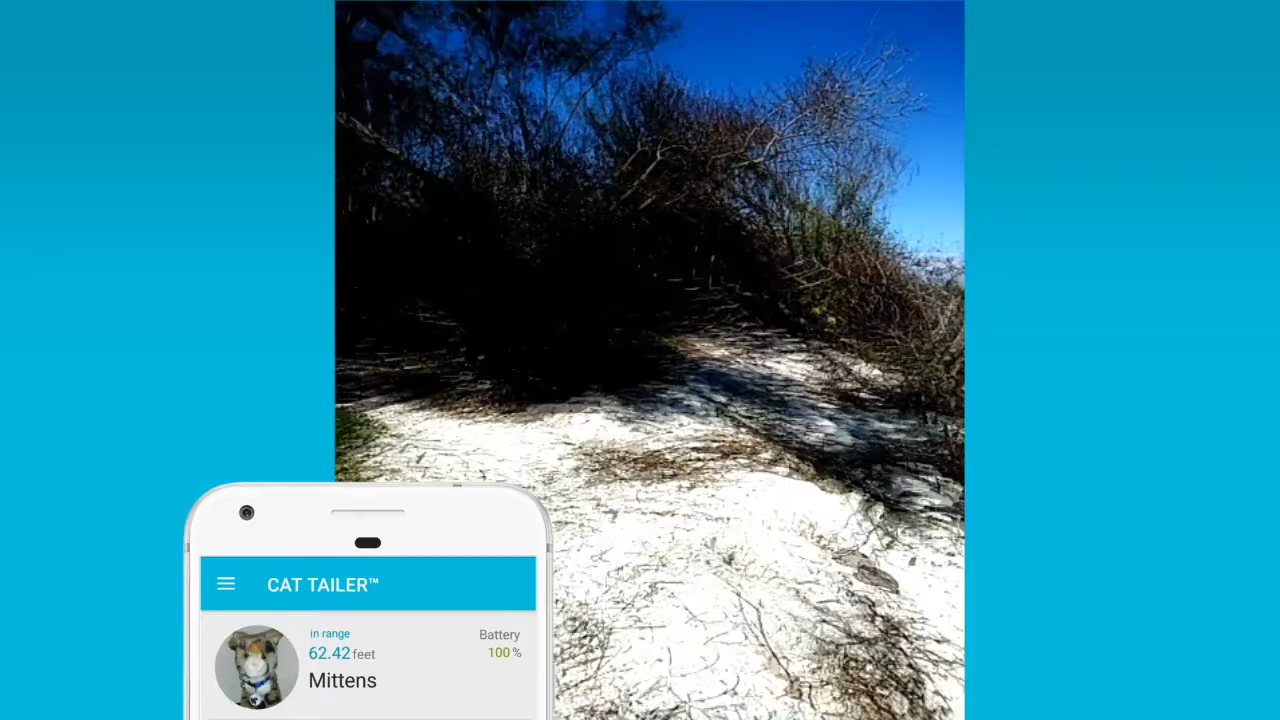 CAT TAILER™
in range
Battery
62.42 feet
100 %
Mittens